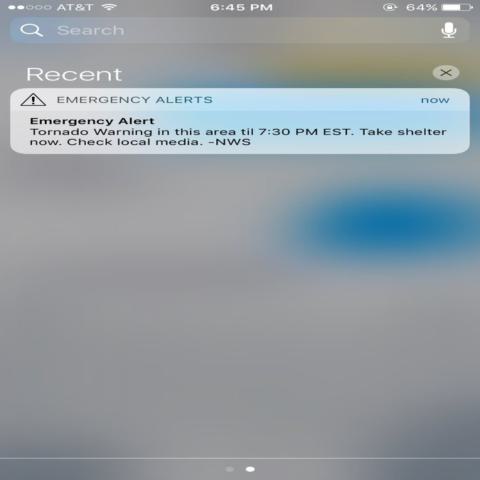 AT&T 6:45 PM 64%
Search
Recent
EMERGENCY ALERTS now
Emergency Alert
Tornado Warning in this area til 7:30 PM EST. Take shelter
now. Check local media. -NWS